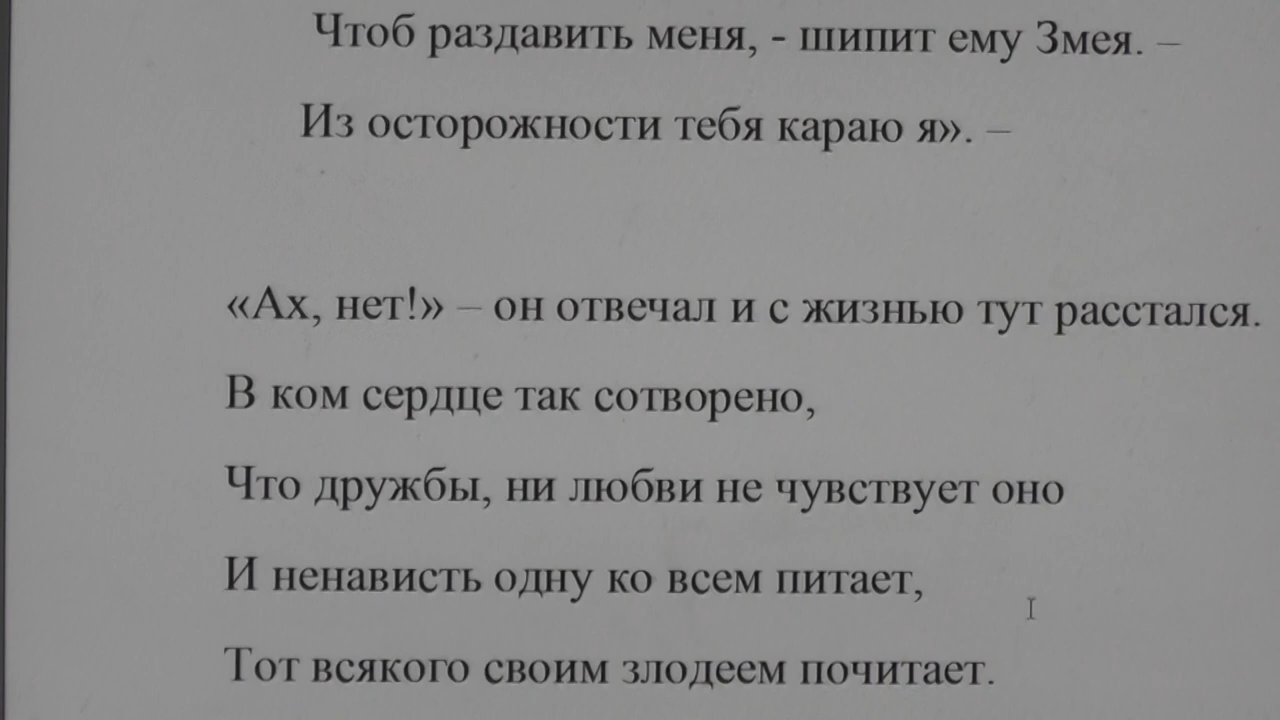 Чтоб раздавить меня, - шипит ему Змея. –
Из осторожности тебя караю я». –
«Ах, нет!» – он отвечал и с жизнью тут расстался.
В ком сердце так сотворено,
Что дружбы, ни любви не чувствует оно
И ненависть одну ко всем питает,
Тот всякого своим злодеем почитает.